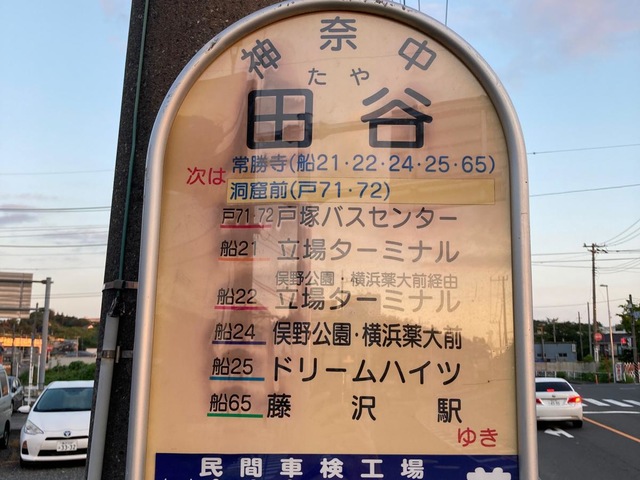 神奈中
たや
田谷
次は
常勝寺(船21・22・24・25・65)
洞窟前(戸71・72)
戸71・72 戸塚バスセンター
船21 立場ターミナル
俣野公園・横浜薬大前経由
船22 立場ターミナル
船24 俣野公園・横浜薬大前
船25 ドリームハイツ
船65 藤沢駅
ゆき
民間車検工場